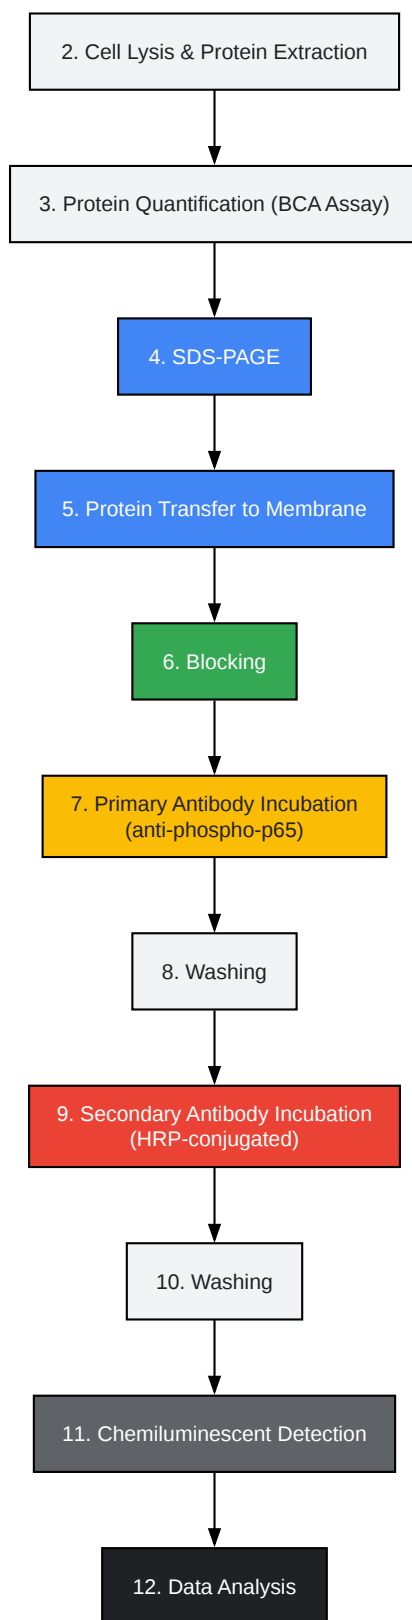 2. Cell Lysis & Protein Extraction
3. Protein Quantification (BCA Assay)
4. SDS-PAGE
5. Protein Transfer to Membrane
6. Blocking
7. Primary Antibody Incubation
(anti-phospho-p65)
8. Washing
9. Secondary Antibody Incubation
(HRP-conjugated)
10. Washing
11. Chemiluminescent Detection
12. Data Analysis